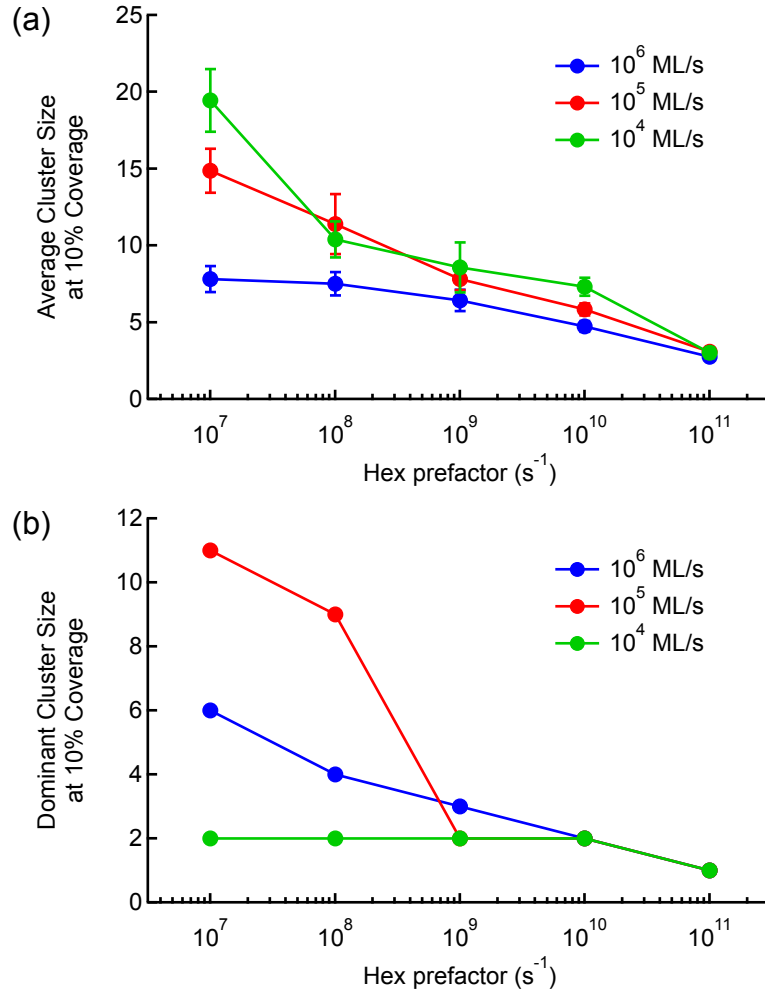 (a)
25
20
15
10
5
0
Average Cluster Size
at 10% Coverage
10^6 ML/s
10^5 ML/s
10^4 ML/s
10^7 10^8 10^9 10^10 10^11
Hex prefactor (s^-1)
(b)
12
10
8
6
4
2
0
Dominant Cluster Size
at 10% Coverage
10^6 ML/s
10^5 ML/s
10^4 ML/s
10^7 10^8 10^9 10^10 10^11
Hex prefactor (s^-1)